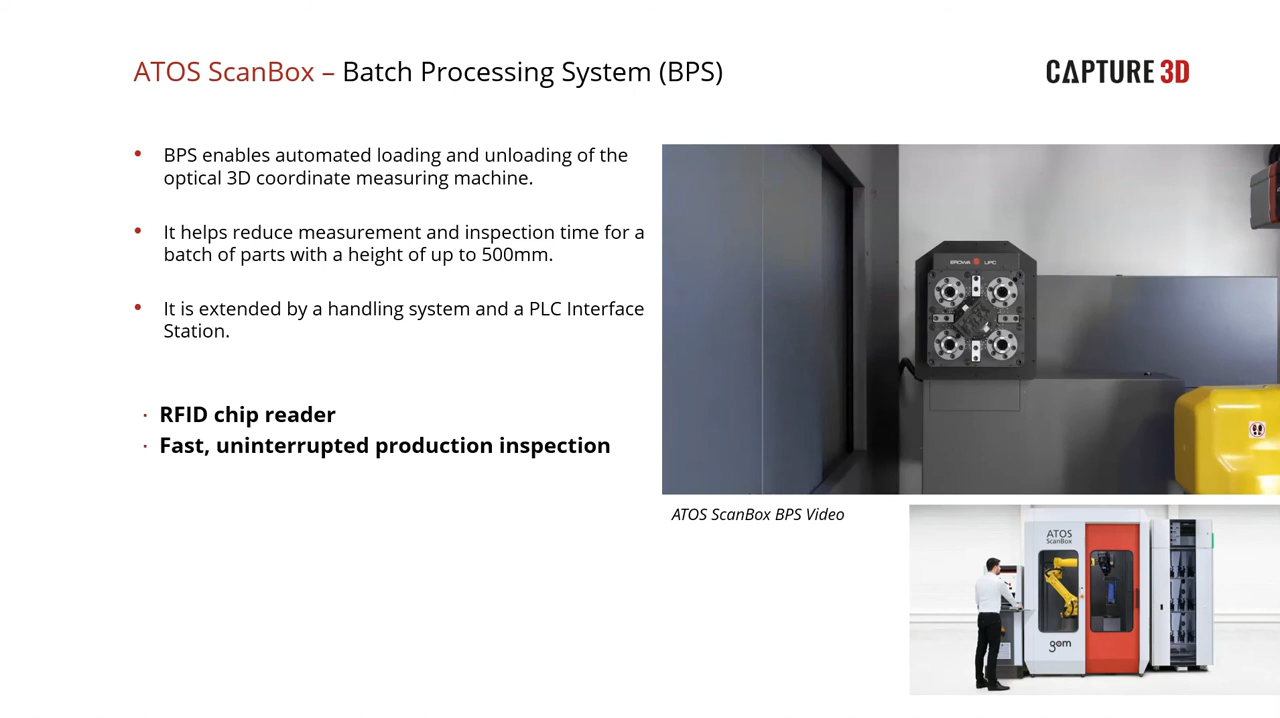 ATOS ScanBox – Batch Processing System (BPS)
CAPTURE 3D
• BPS enables automated loading and unloading of the
optical 3D coordinate measuring machine.
• It helps reduce measurement and inspection time for a
batch of parts with a height of up to 500mm.
• It is extended by a handling system and a PLC Interface
Station.
· RFID chip reader
· Fast, uninterrupted production inspection
EROWA UPC
ATOS ScanBox BPS Video
ATOS
ScanBox
gom